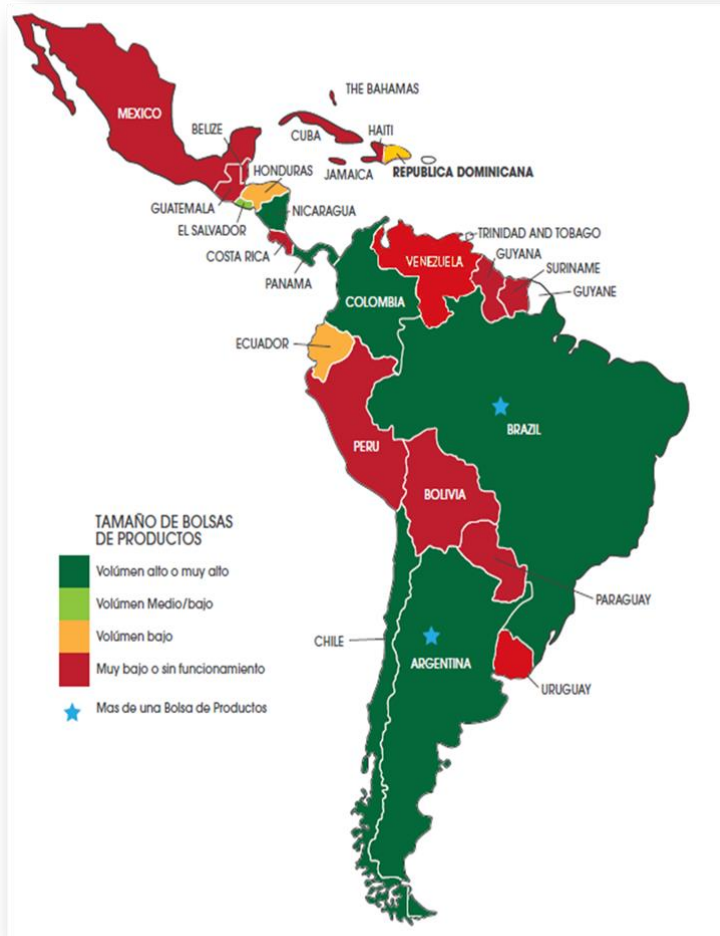 THE BAHAMAS
MEXICO
BELIZE
CUBA
HAITI
HONDURAS
JAMAICA
REPUBLICA DOMINICANA
GUATEMALA
NICARAGUA
EL SALVADOR
TRINIDAD AND TOBAGO
COSTA RICA
VENEZUELA
GUYANA
SURINAME
PANAMA
GUYANE
COLOMBIA
ECUADOR
BRAZIL
PERU
BOLIVIA
TAMAÑO DE BOLSAS
DE PRODUCTOS
Volúmen alto o muy alto
Volúmen Medio/bajo
Volúmen bajo
Muy bajo o sin funcionamiento
Mas de una Bolsa de Productos
PARAGUAY
CHILE
ARGENTINA
URUGUAY